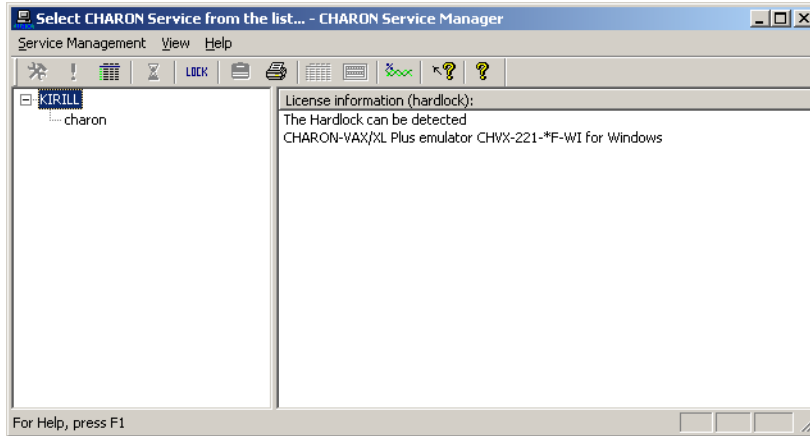 Select CHARON Service from the list... - CHARON Service Manager
Service Management View Help
LOCK
KIRILL
charon
License information (hardlock):
The Hardlock can be detected
CHARON-VAX/XL Plus emulator CHVX-221-*F-WI for Windows
For Help, press F1